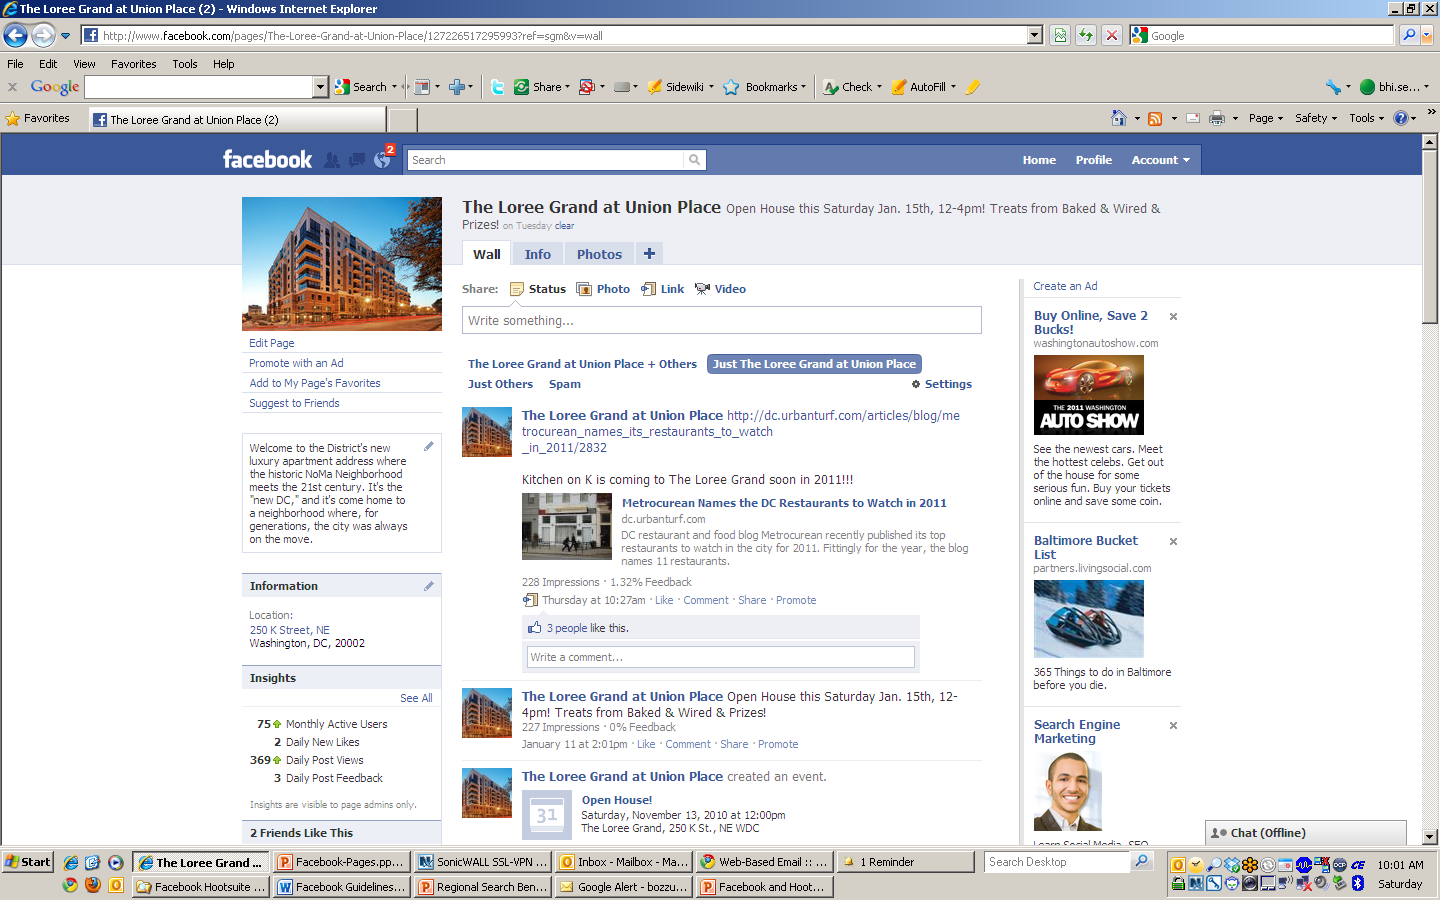 The Loree Grand at Union Place (2) - Windows Internet Explorer
http://www.facebook.com/pages/The-Loree-Grand-at-Union-Place/127226517295993?ref=sgm&v=wall
Google
File Edit View Favorites Tools Help
Google Search Share Sidewiki Bookmarks Check AutoFill bhi.se...
Favorites The Loree Grand at Union Place (2) Page Safety Tools
facebook 2 Search Home Profile Account
The Loree Grand at Union Place Open House this Saturday Jan. 15th, 12-4pm! Treats from Baked & Wired &
Prizes! on Tuesday clear
Wall Info Photos +
Share: Status Photo Link Video
Write something...
Edit Page
Promote with an Ad
Add to My Page's Favorites
Suggest to Friends
Welcome to the District's new
luxury apartment address where
the historic NoMa Neighborhood
meets the 21st century. It's the
"new DC," and it's come home to
a neighborhood where, for
generations, the city was always
on the move.
Information
Location:
250 K Street, NE
Washington, DC, 20002
Insights
See All
75 Monthly Active Users
2 Daily New Likes
369 Daily Post Views
3 Daily Post Feedback
Insights are visible to page admins only.
2 Friends Like This
The Loree Grand at Union Place + Others Just The Loree Grand at Union Place
Just Others Spam Settings
The Loree Grand at Union Place http://dc.urbanturf.com/articles/blog/me
trocurean_names_its_restaurants_to_watch
_in_2011/2832
Kitchen on K is coming to The Loree Grand soon in 2011!!!
Metrocurean Names the DC Restaurants to Watch in 2011
dc.urbanturf.com
DC restaurant and food blog Metrocurean recently published its top
restaurants to watch in the city for 2011. Fittingly for the year, the blog
names 11 restaurants.
228 Impressions · 1.32% Feedback
Thursday at 10:27am · Like · Comment · Share · Promote
3 people like this.
Write a comment...
The Loree Grand at Union Place Open House this Saturday Jan. 15th, 12-
4pm! Treats from Baked & Wired & Prizes!
227 Impressions · 0% Feedback
January 11 at 2:01pm · Like · Comment · Share · Promote
The Loree Grand at Union Place created an event.
31
Open House!
Saturday, November 13, 2010 at 12:00pm
The Loree Grand, 250 K St., NE WDC
Create an Ad
Buy Online, Save 2
Bucks!
washingtonautoshow.com
THE 2011 WASHINGTON
AUTO SHOW
See the newest cars. Meet
the hottest celebs. Get out
of the house for some
serious fun. Buy your tickets
online and save some coin.
Baltimore Bucket
List
partners.livingsocial.com
365 Things to do in Baltimore
before you die.
Search Engine
Marketing
Learn Social Media, SEO,
Chat (Offline)
Start The Loree Grand ... Facebook-Pages.pp... SonicWALL SSL-VPN ... Inbox - Mailbox - Ma... Web-Based Email :: ... 1 Reminder Search Desktop 10:01 AM
Facebook Hootsuite ... Facebook Guidelines... Regional Search Ben... Google Alert - bozzu... Facebook and Hoot... Saturday